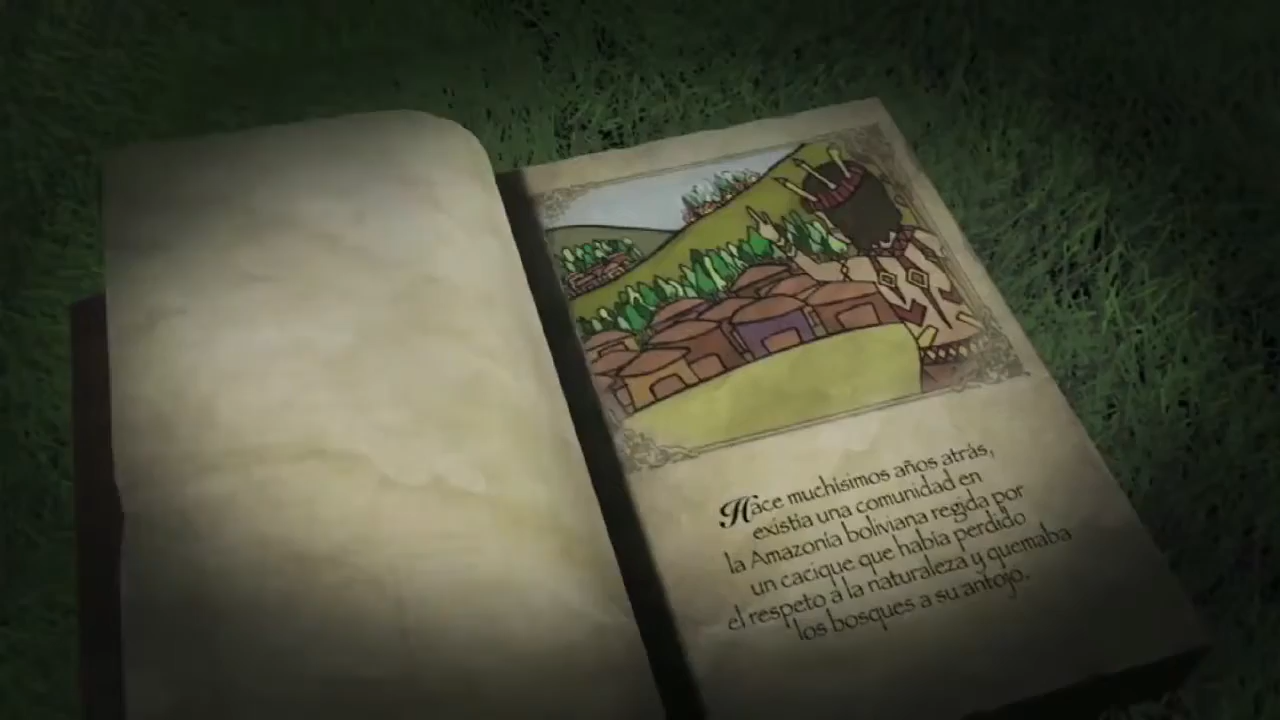 Hace muchísimos años atrás,
existía una comunidad en
la Amazonía boliviana regida por
un cacique que había perdido
el respeto a la naturaleza y quemaba
los bosques a su antojo.